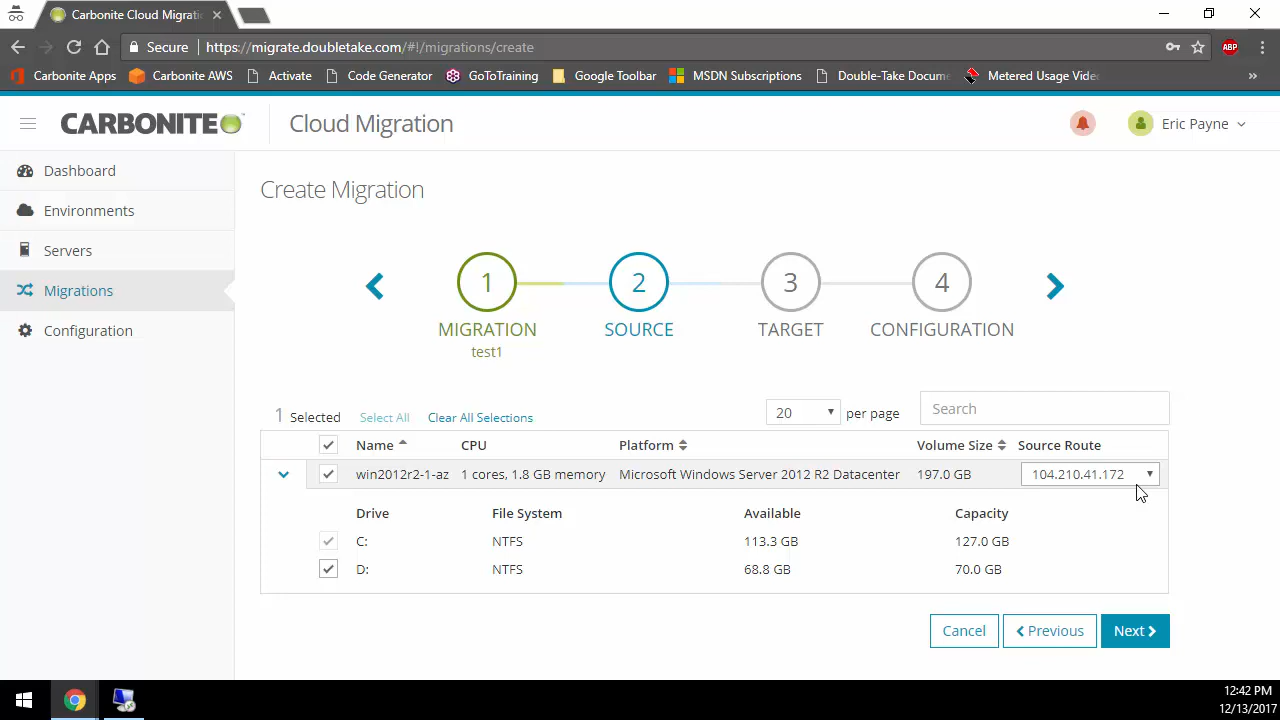 Carbonite Cloud Migrati
Secure https://migrate.doubletake.com/#!/migrations/create ABP
Carbonite Apps Carbonite AWS Activate Code Generator GoToTraining Google Toolbar MSDN Subscriptions Double-Take Docume Metered Usage Vide »
CARBONITE Cloud Migration Eric Payne
Dashboard
Environments
Servers
Migrations
Configuration
Create Migration
1 2 3 4
MIGRATION SOURCE TARGET CONFIGURATION
test1
1 Selected Select All Clear All Selections 20 per page Search
Name CPU Platform Volume Size Source Route
win2012r2-1-az 1 cores, 1.8 GB memory Microsoft Windows Server 2012 R2 Datacenter 197.0 GB 104.210.41.172
Drive File System Available Capacity
C: NTFS 113.3 GB 127.0 GB
D: NTFS 68.8 GB 70.0 GB
Cancel Previous Next
12:42 PM
12/13/2017